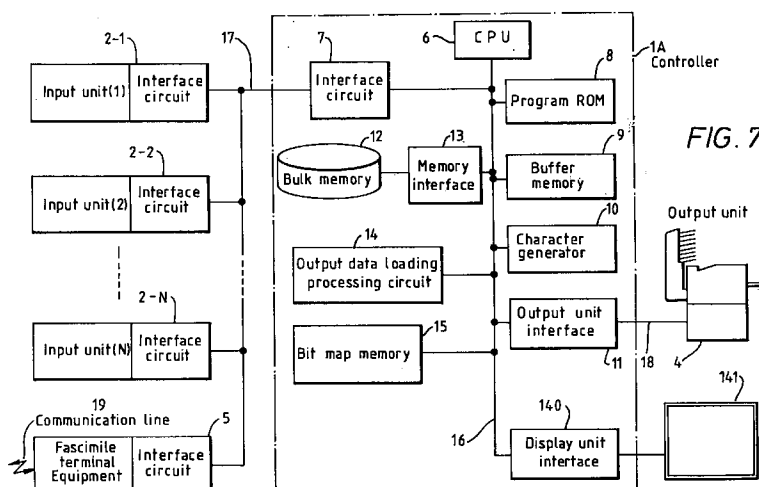 2-1
17
7
6
CPU
1A
Controller
Input unit(1)
Interface
circuit
Interface
circuit
8
Program ROM
FIG. 7
2-2
12
13
9
Input unit(2)
Interface
circuit
Bulk memory
Memory
interface
Buffer
memory
10
Character
generator
Output unit
14
Output data loading
processing circuit
2-N
15
Input unit(N)
Interface
circuit
Bit map memory
Output unit
interface
11
18
4
19
Communication line
5
16
140
141
Fascimile
terminal
Equipment
Interface
circuit
Display unit
interface